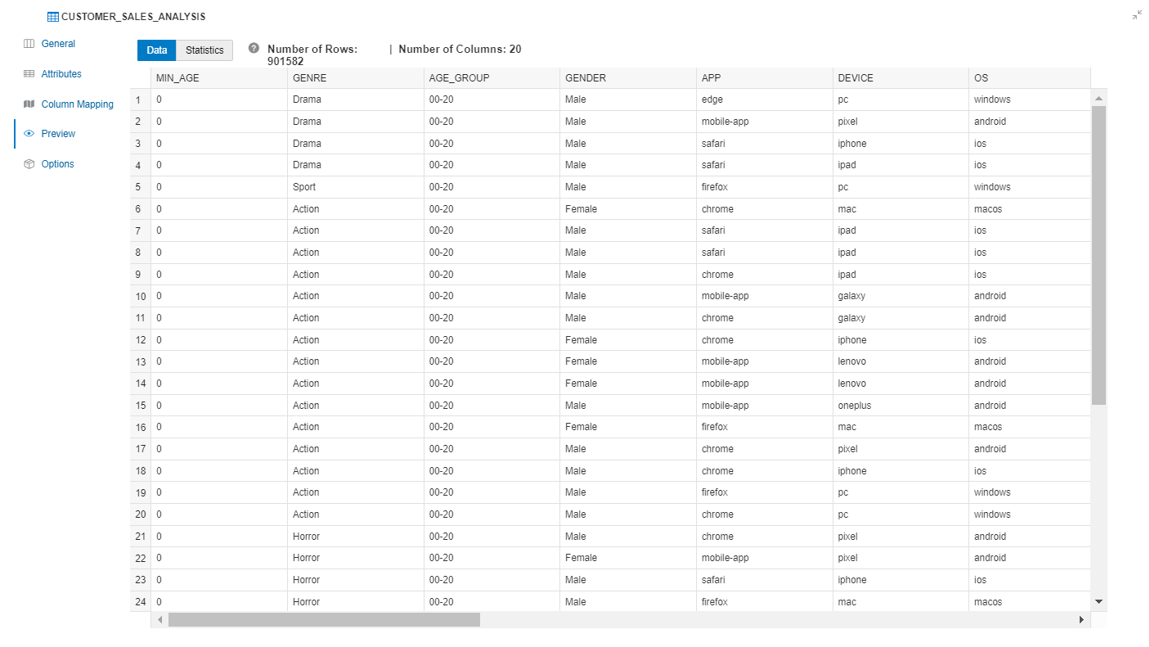 CUSTOMER_SALES_ANALYSIS
General
Attributes
Column Mapping
Preview
Options
Data Statistics ? Number of Rows: | Number of Columns: 20
901582
MIN_AGE GENRE AGE_GROUP GENDER APP DEVICE OS
1 0 Drama 00-20 Male edge pc windows
2 0 Drama 00-20 Male mobile-app pixel android
3 0 Drama 00-20 Male safari iphone ios
4 0 Drama 00-20 Male safari ipad ios
5 0 Sport 00-20 Male firefox pc windows
6 0 Action 00-20 Female chrome mac macos
7 0 Action 00-20 Male safari ipad ios
8 0 Action 00-20 Male safari ipad ios
9 0 Action 00-20 Male chrome ipad ios
10 0 Action 00-20 Male mobile-app galaxy android
11 0 Action 00-20 Male chrome galaxy android
12 0 Action 00-20 Female chrome iphone ios
13 0 Action 00-20 Female mobile-app lenovo android
14 0 Action 00-20 Female mobile-app lenovo android
15 0 Action 00-20 Male mobile-app oneplus android
16 0 Action 00-20 Female firefox mac macos
17 0 Action 00-20 Male chrome pixel android
18 0 Action 00-20 Male chrome iphone ios
19 0 Action 00-20 Male firefox pc windows
20 0 Action 00-20 Male chrome pc windows
21 0 Horror 00-20 Male chrome pixel android
22 0 Horror 00-20 Female mobile-app pixel android
23 0 Horror 00-20 Male safari iphone ios
24 0 Horror 00-20 Male firefox mac macos